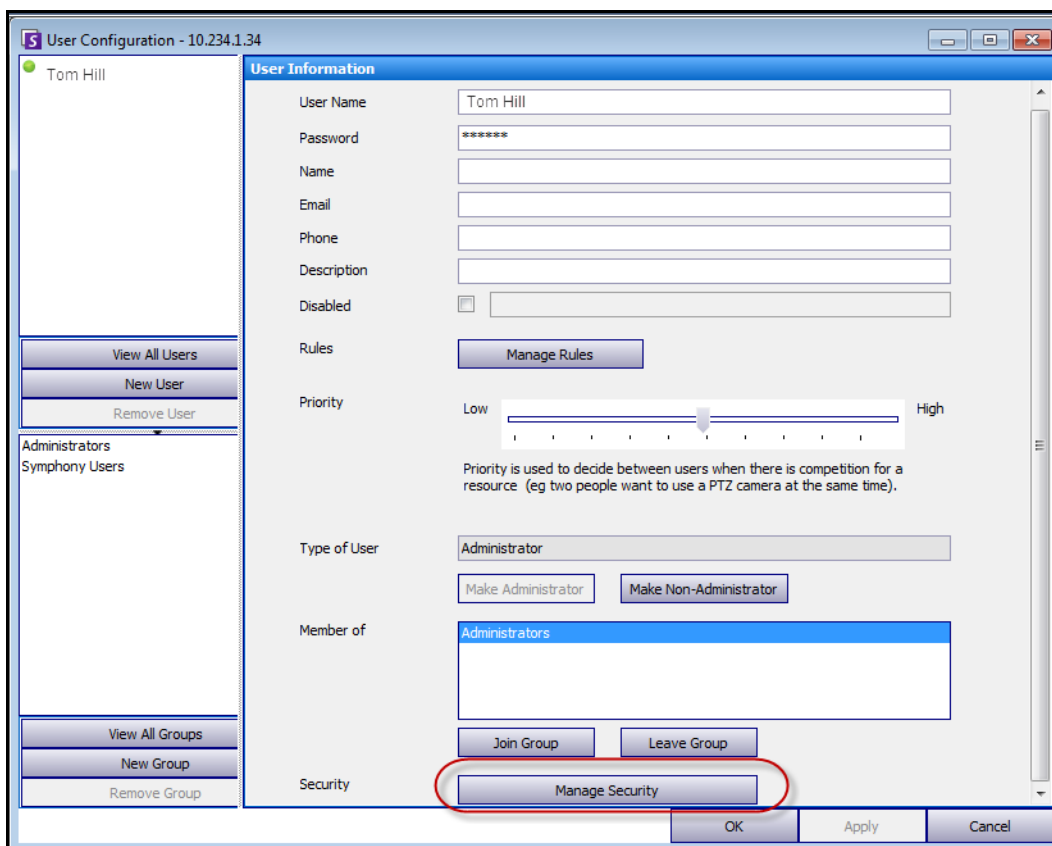 User Configuration - 10.234.1.34
Tom Hill
View All Users
New User
Remove User
Administrators
Symphony Users
View All Groups
New Group
Remove Group
User Information
User Name Tom Hill
Password ******
Name
Email
Phone
Description
Disabled
Rules Manage Rules
Priority Low High
Priority is used to decide between users when there is competition for a
resource (eg two people want to use a PTZ camera at the same time).
Type of User Administrator
Make Administrator Make Non-Administrator
Member of Administrators
Join Group Leave Group
Security Manage Security
OK Apply Cancel